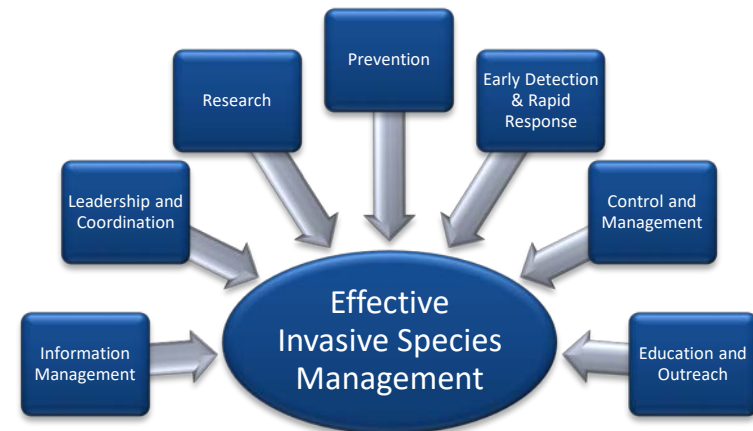 Prevention
Research
Early Detection
& Rapid
Response
Leadership and
Coordination
Control and
Management
Effective
Invasive Species
Management
Information
Management
Education and
Outreach